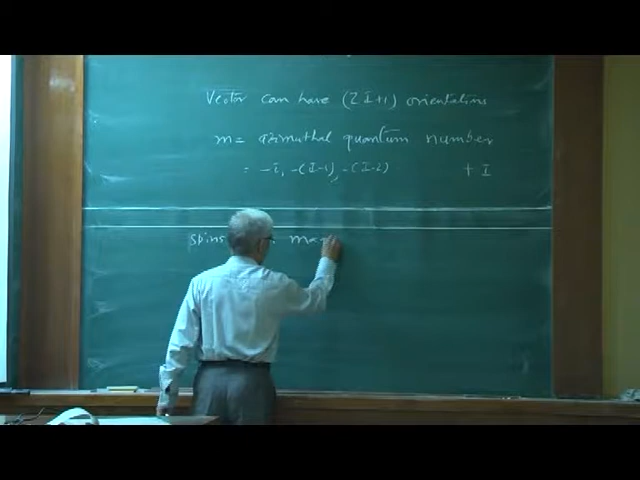 Vector can have (2I+1) orientations
m = azimuthal quantum number
= -I, -(I-1), -(I-2) + I
spins m =